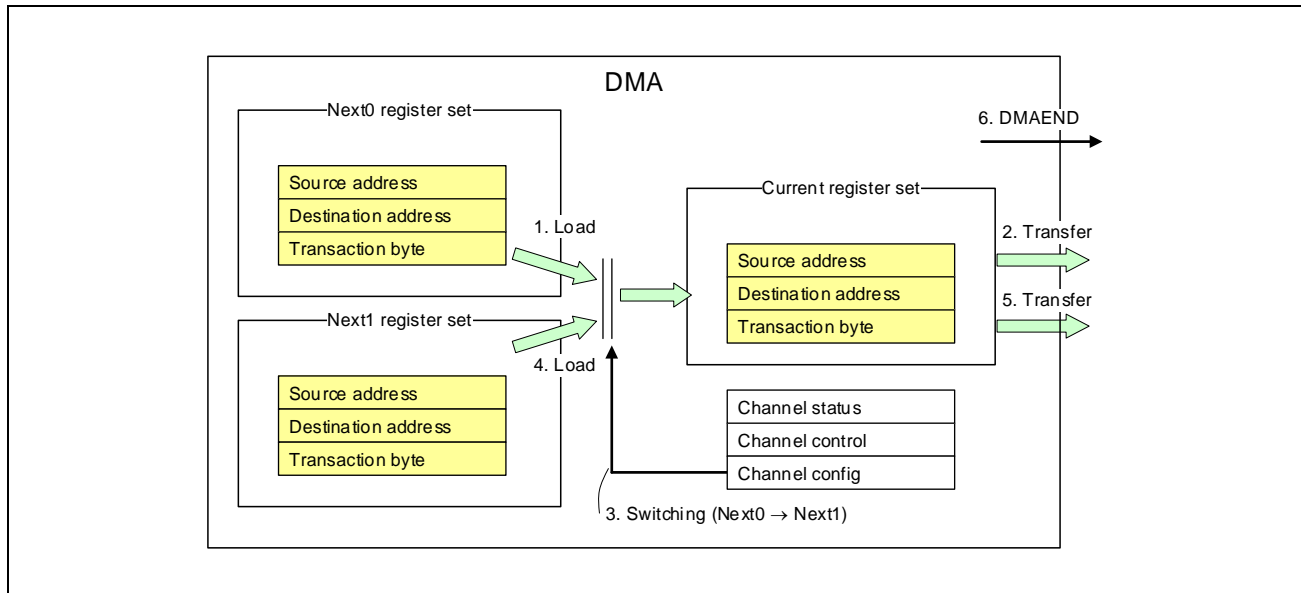 DMA
Next0 register set
6. DMAEND
Source address
Destination address
Transaction byte
1. Load
Current register set
2. Transfer
Source address
Destination address
Transaction byte
5. Transfer
Next1 register set
4. Load
Source address
Destination address
Transaction byte
Channel status
Channel control
Channel config
3. Switching (Next0 → Next1)